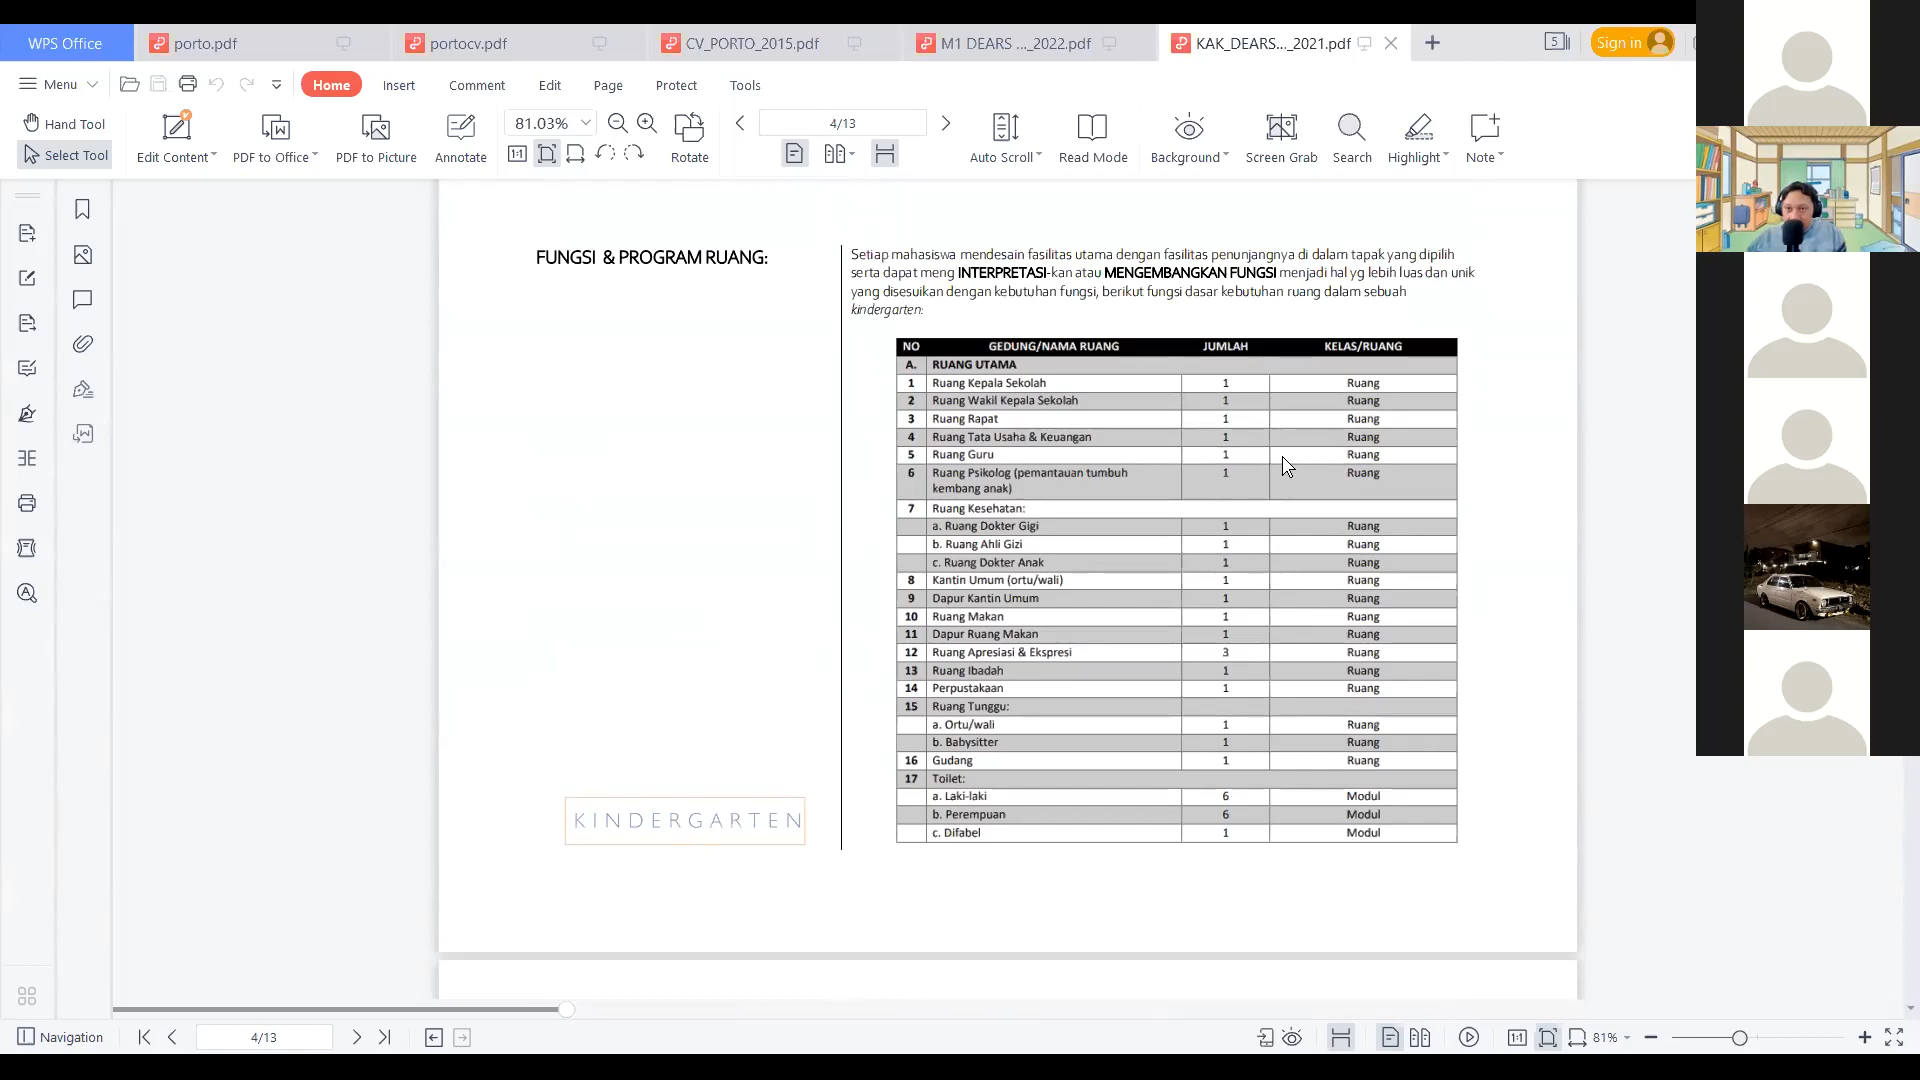 WPS Office
porto.pdf
portocv.pdf
CV_PORTO_2015.pdf
M1 DEARS ..._2022.pdf
KAK_DEARS..._2021.pdf
5
Sign in
Menu
Home
Insert
Comment
Edit
Page
Protect
Tools
Hand Tool
Select Tool
Edit Content
PDF to Office
PDF to Picture
Annotate
81.03%
1:1
Rotate
4/13
Auto Scroll
Read Mode
Background
Screen Grab
Search
Highlight
Note
FUNGSI & PROGRAM RUANG:
Setiap mahasiswa mendesain fasilitas utama dengan fasilitas penunjangnya di dalam tapak yang dipilih
serta dapat meng INTERPRETASI-kan atau MENGEMBANGKAN FUNGSI menjadi hal yg lebih luas dan unik
yang disesuikan dengan kebutuhan fungsi, berikut fungsi dasar kebutuhan ruang dalam sebuah
kindergarten:
NO GEDUNG/NAMA RUANG JUMLAH KELAS/RUANG
A. RUANG UTAMA
1 Ruang Kepala Sekolah 1 Ruang
2 Ruang Wakil Kepala Sekolah 1 Ruang
3 Ruang Rapat 1 Ruang
4 Ruang Tata Usaha & Keuangan 1 Ruang
5 Ruang Guru 1 Ruang
6 Ruang Psikolog (pemantauan tumbuh 1 Ruang
kembang anak)
7 Ruang Kesehatan:
a. Ruang Dokter Gigi 1 Ruang
b. Ruang Ahli Gizi 1 Ruang
c. Ruang Dokter Anak 1 Ruang
8 Kantin Umum (ortu/wali) 1 Ruang
9 Dapur Kantin Umum 1 Ruang
10 Ruang Makan 1 Ruang
11 Dapur Ruang Makan 1 Ruang
12 Ruang Apresiasi & Ekspresi 3 Ruang
13 Ruang Ibadah 1 Ruang
14 Perpustakaan 1 Ruang
15 Ruang Tunggu:
a. Ortu/wali 1 Ruang
b. Babysitter 1 Ruang
16 Gudang 1 Ruang
17 Toilet:
a. Laki-laki 6 Modul
b. Perempuan 6 Modul
c. Difabel 1 Modul
KINDERGARTEN
Navigation
4/13
1:1
81%